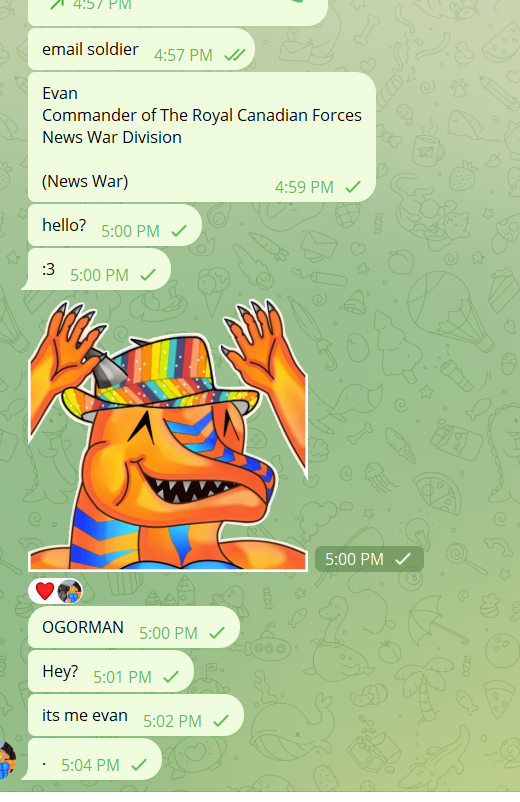 4:57 PM
email soldier 4:57 PM
Evan
Commander of The Royal Canadian Forces
News War Division
(News War) 4:59 PM
hello? 5:00 PM
:3 5:00 PM
5:00 PM
OGORMAN 5:00 PM
Hey? 5:01 PM
its me evan 5:02 PM
. 5:04 PM